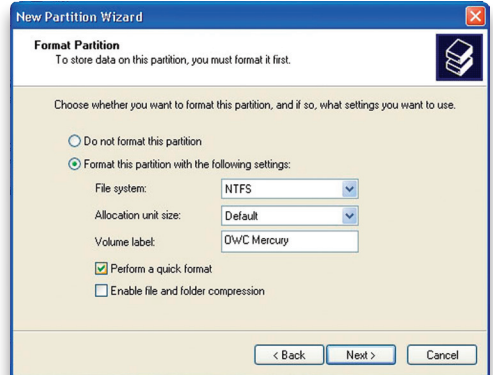 New Partition Wizard
Format Partition
To store data on this partition, you must format it first.
Choose whether you want to format this partition, and if so, what settings you want to use.
Do not format this partition
Format this partition with the following settings:
File system: NTFS
Allocation unit size: Default
Volume label: OWC Mercury
Perform a quick format
Enable file and folder compression
< Back Next > Cancel